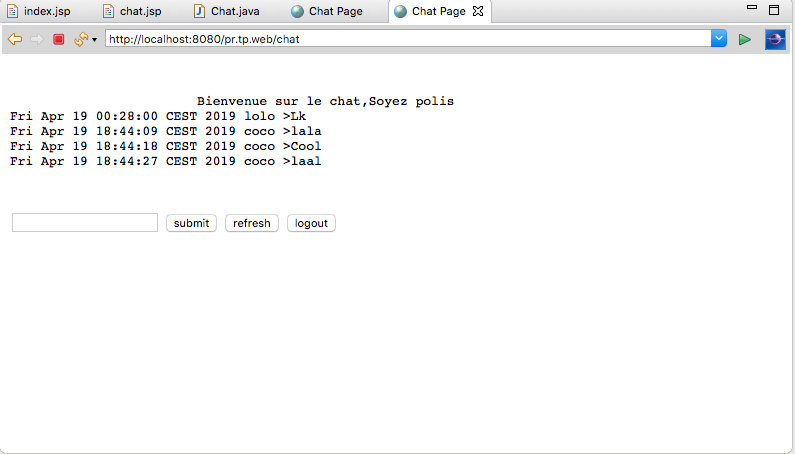 index.jsp chat.jsp Chat.java Chat Page Chat Page
http://localhost:8080/pr.tp.web/chat
Bienvenue sur le chat,Soyez polis
Fri Apr 19 00:28:00 CEST 2019 lolo >Lk
Fri Apr 19 18:44:09 CEST 2019 coco >lala
Fri Apr 19 18:44:18 CEST 2019 coco >Cool
Fri Apr 19 18:44:27 CEST 2019 coco >laal
submit refresh logout